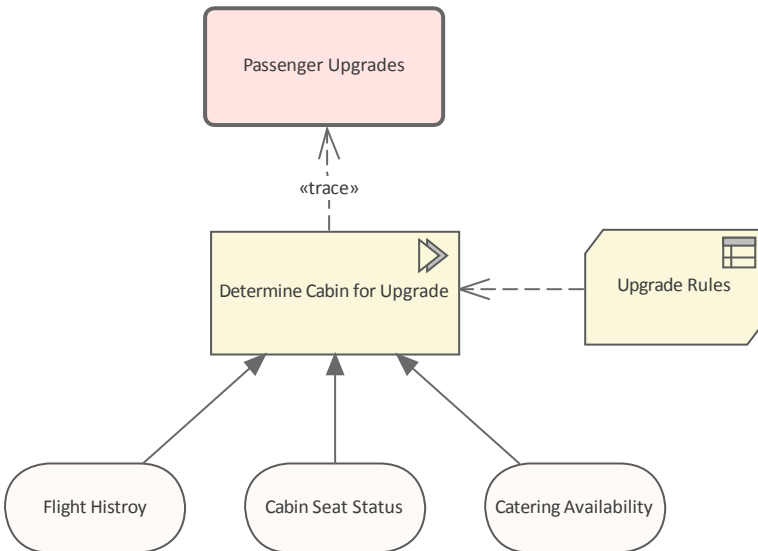 Passenger Upgrades
«trace»
Determine Cabin for Upgrade
Upgrade Rules
Flight Histroy
Cabin Seat Status
Catering Availability